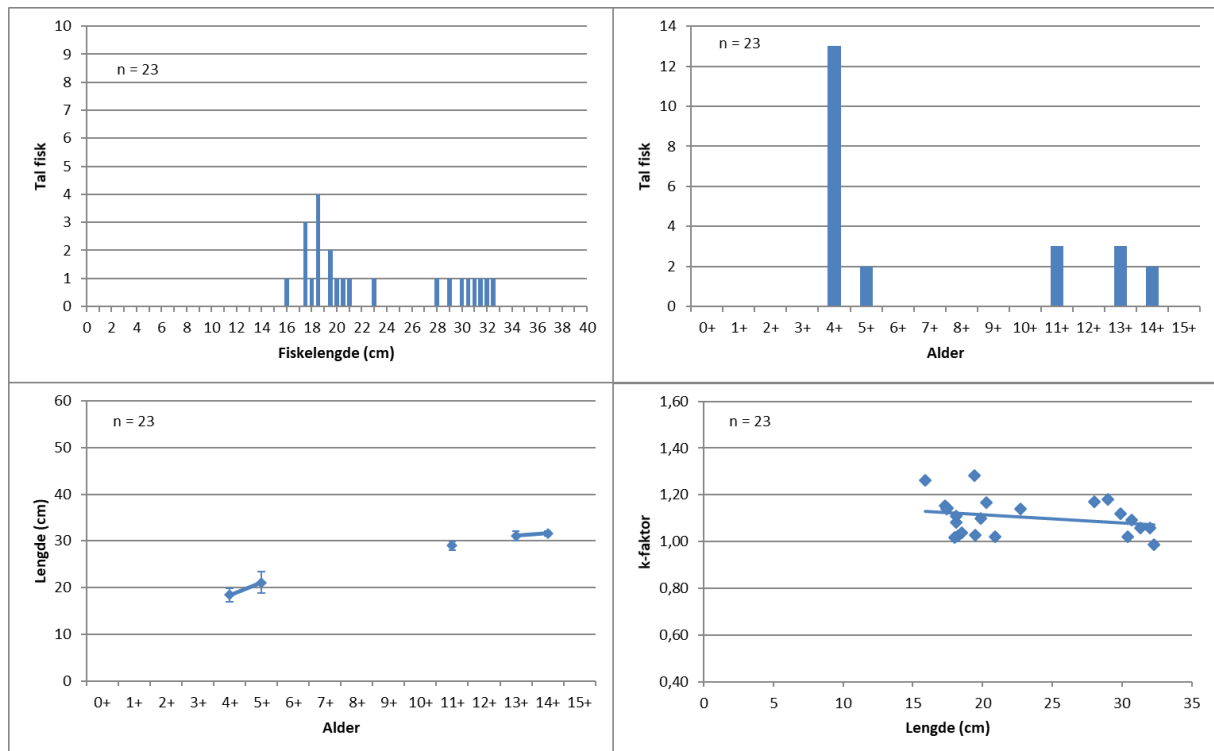 10
9
8
7
6
5
4
3
2
1
0
n = 23
Tal fisk
0 2 4 6 8 10 12 14 16 18 20 22 24 26 28 30 32 34 36 38 40
Fiskelengde (cm)
14
12
10
8
6
4
2
0
n = 23
Tal fisk
0+ 1+ 2+ 3+ 4+ 5+ 6+ 7+ 8+ 9+ 10+ 11+ 12+ 13+ 14+ 15+
Alder
60
50
40
30
20
10
0
n = 23
Lengde (cm)
0+ 1+ 2+ 3+ 4+ 5+ 6+ 7+ 8+ 9+ 10+ 11+ 12+ 13+ 14+ 15+
Alder
1,60
1,40
1,20
1,00
0,80
0,60
0,40
n = 23
k-faktor
0 5 10 15 20 25 30 35
Lengde (cm)